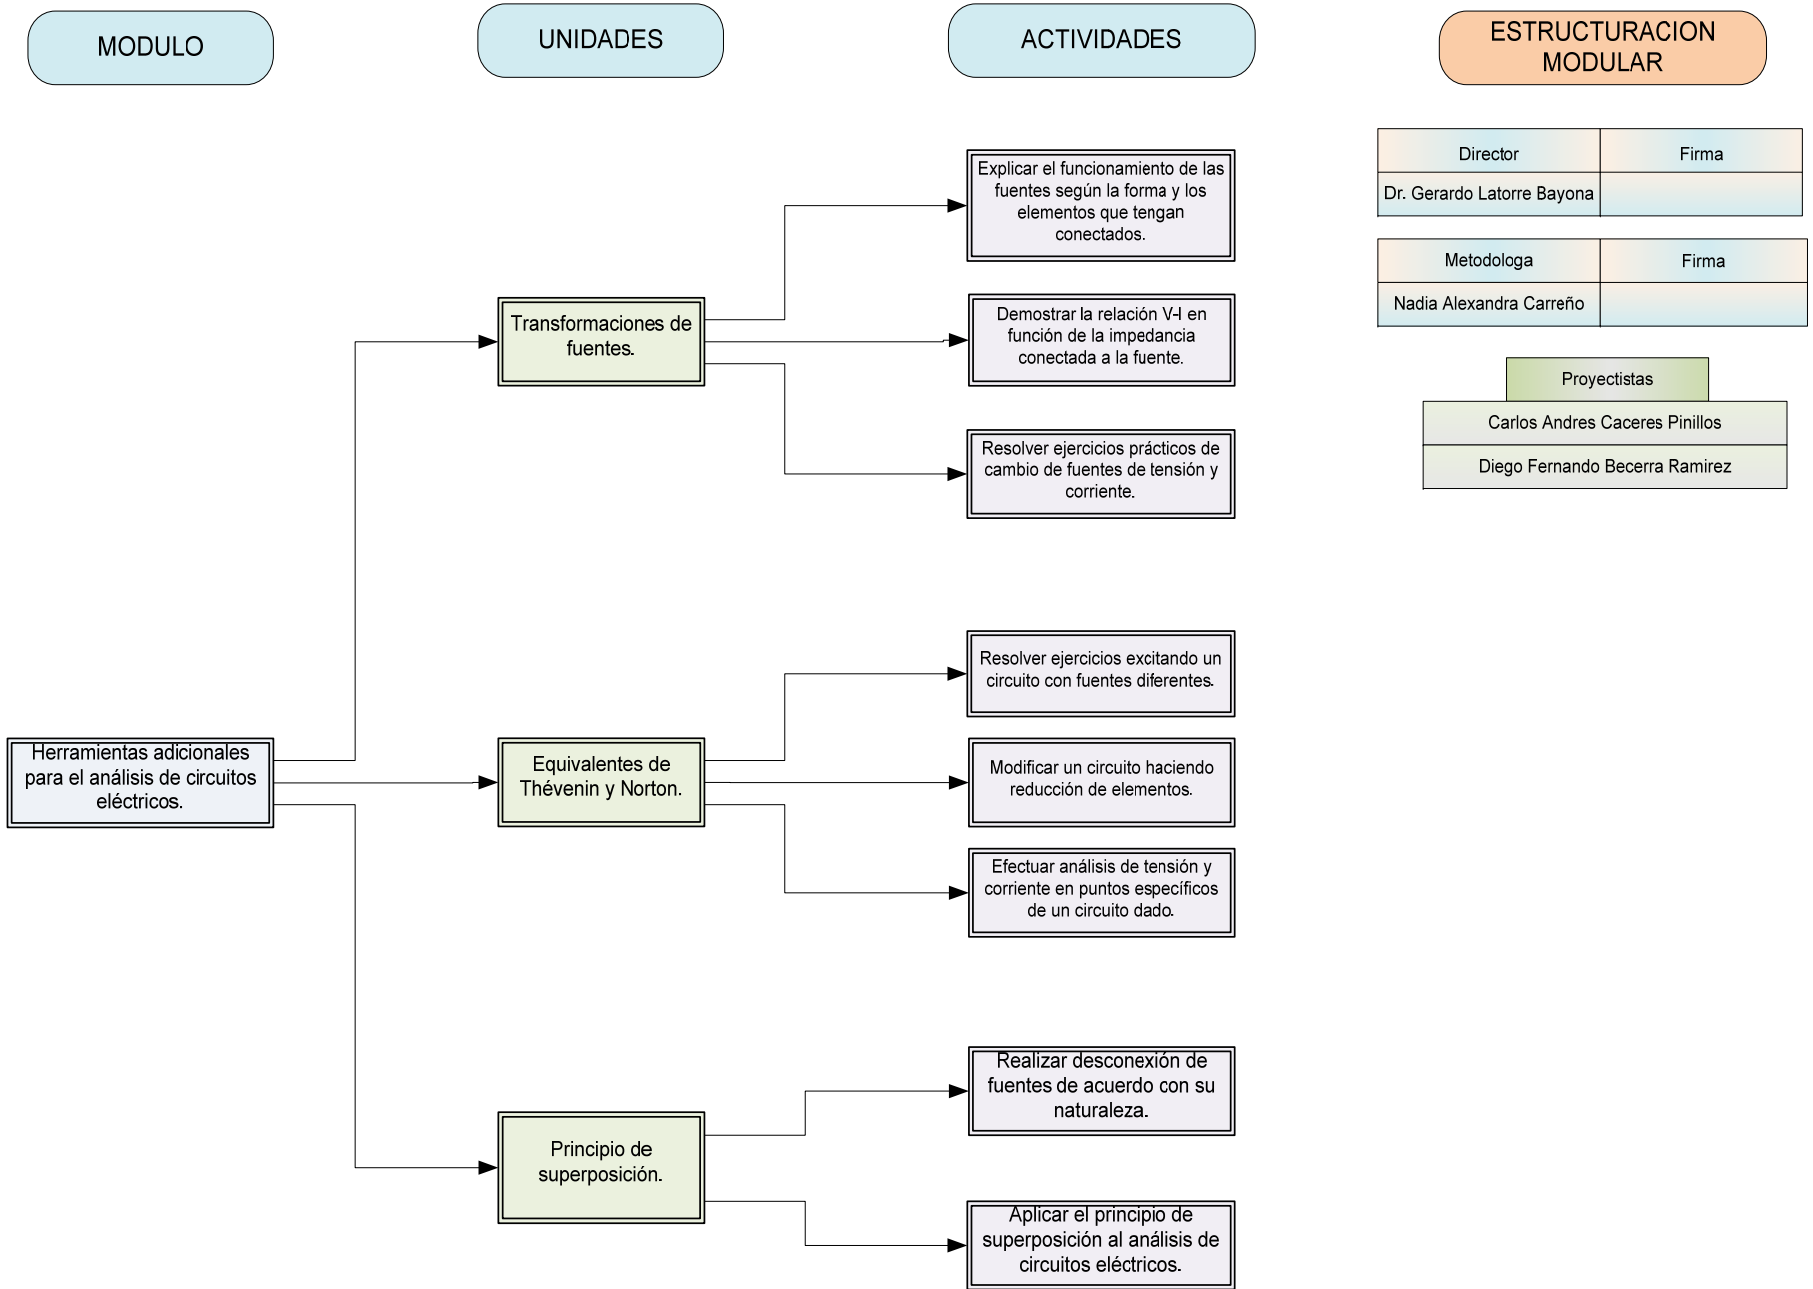 MODULO
UNIDADES
ACTIVIDADES
ESTRUCTURACION
MODULAR
Director
Firma
Dr. Gerardo Latorre Bayona
Metodologa
Firma
Nadia Alexandra Carreño
Proyectistas
Carlos Andres Caceres Pinillos
Diego Fernando Becerra Ramirez
Herramientas adicionales
para el análisis de circuitos
eléctricos.
Transformaciones de
fuentes.
Explicar el funcionamiento de las
fuentes según la forma y los
elementos que tengan
conectados.
Demostrar la relación V-I en
función de la impedancia
conectada a la fuente.
Resolver ejercicios prácticos de
cambio de fuentes de tensión y
corriente.
Equivalentes de
Thévenin y Norton.
Resolver ejercicios excitando un
circuito con fuentes diferentes.
Modificar un circuito haciendo
reducción de elementos.
Efectuar análisis de tensión y
corriente en puntos específicos
de un circuito dado.
Principio de
superposición.
Realizar desconexión de
fuentes de acuerdo con su
naturaleza.
Aplicar el principio de
superposición al análisis de
circuitos eléctricos.